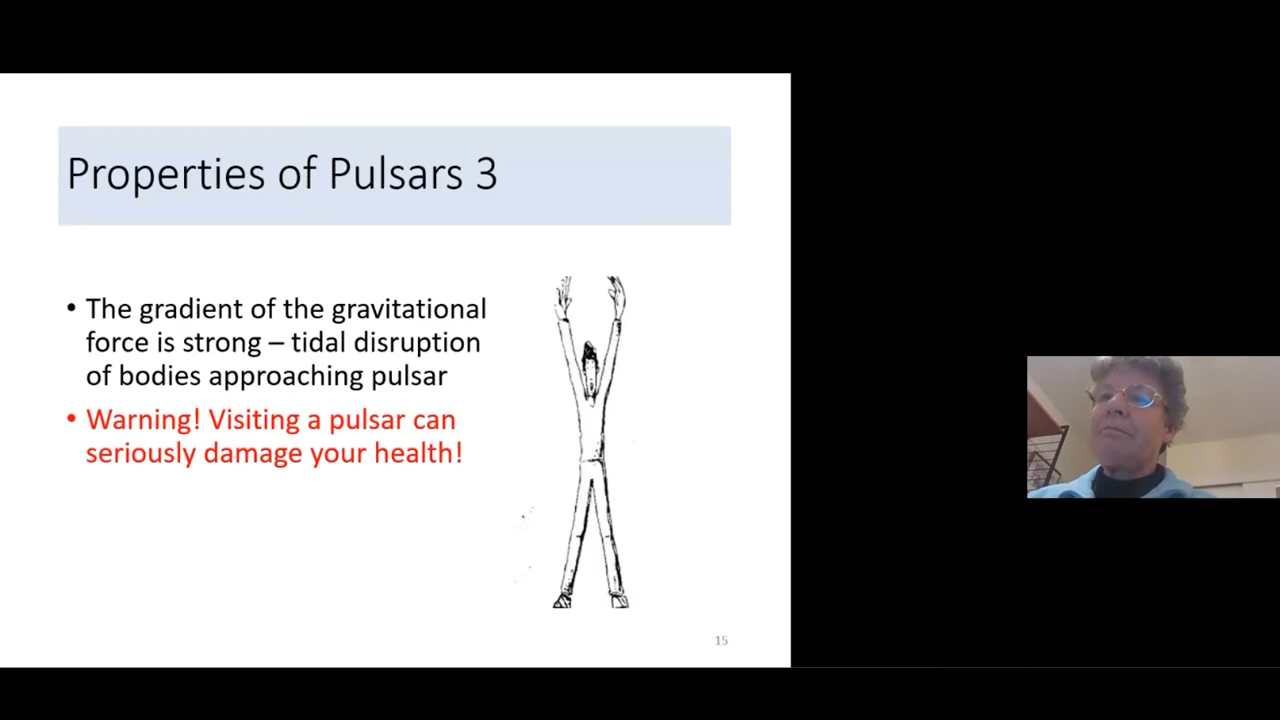 Properties of Pulsars 3
• The gradient of the gravitational
force is strong – tidal disruption
of bodies approaching pulsar
• Warning! Visiting a pulsar can
seriously damage your health!
15